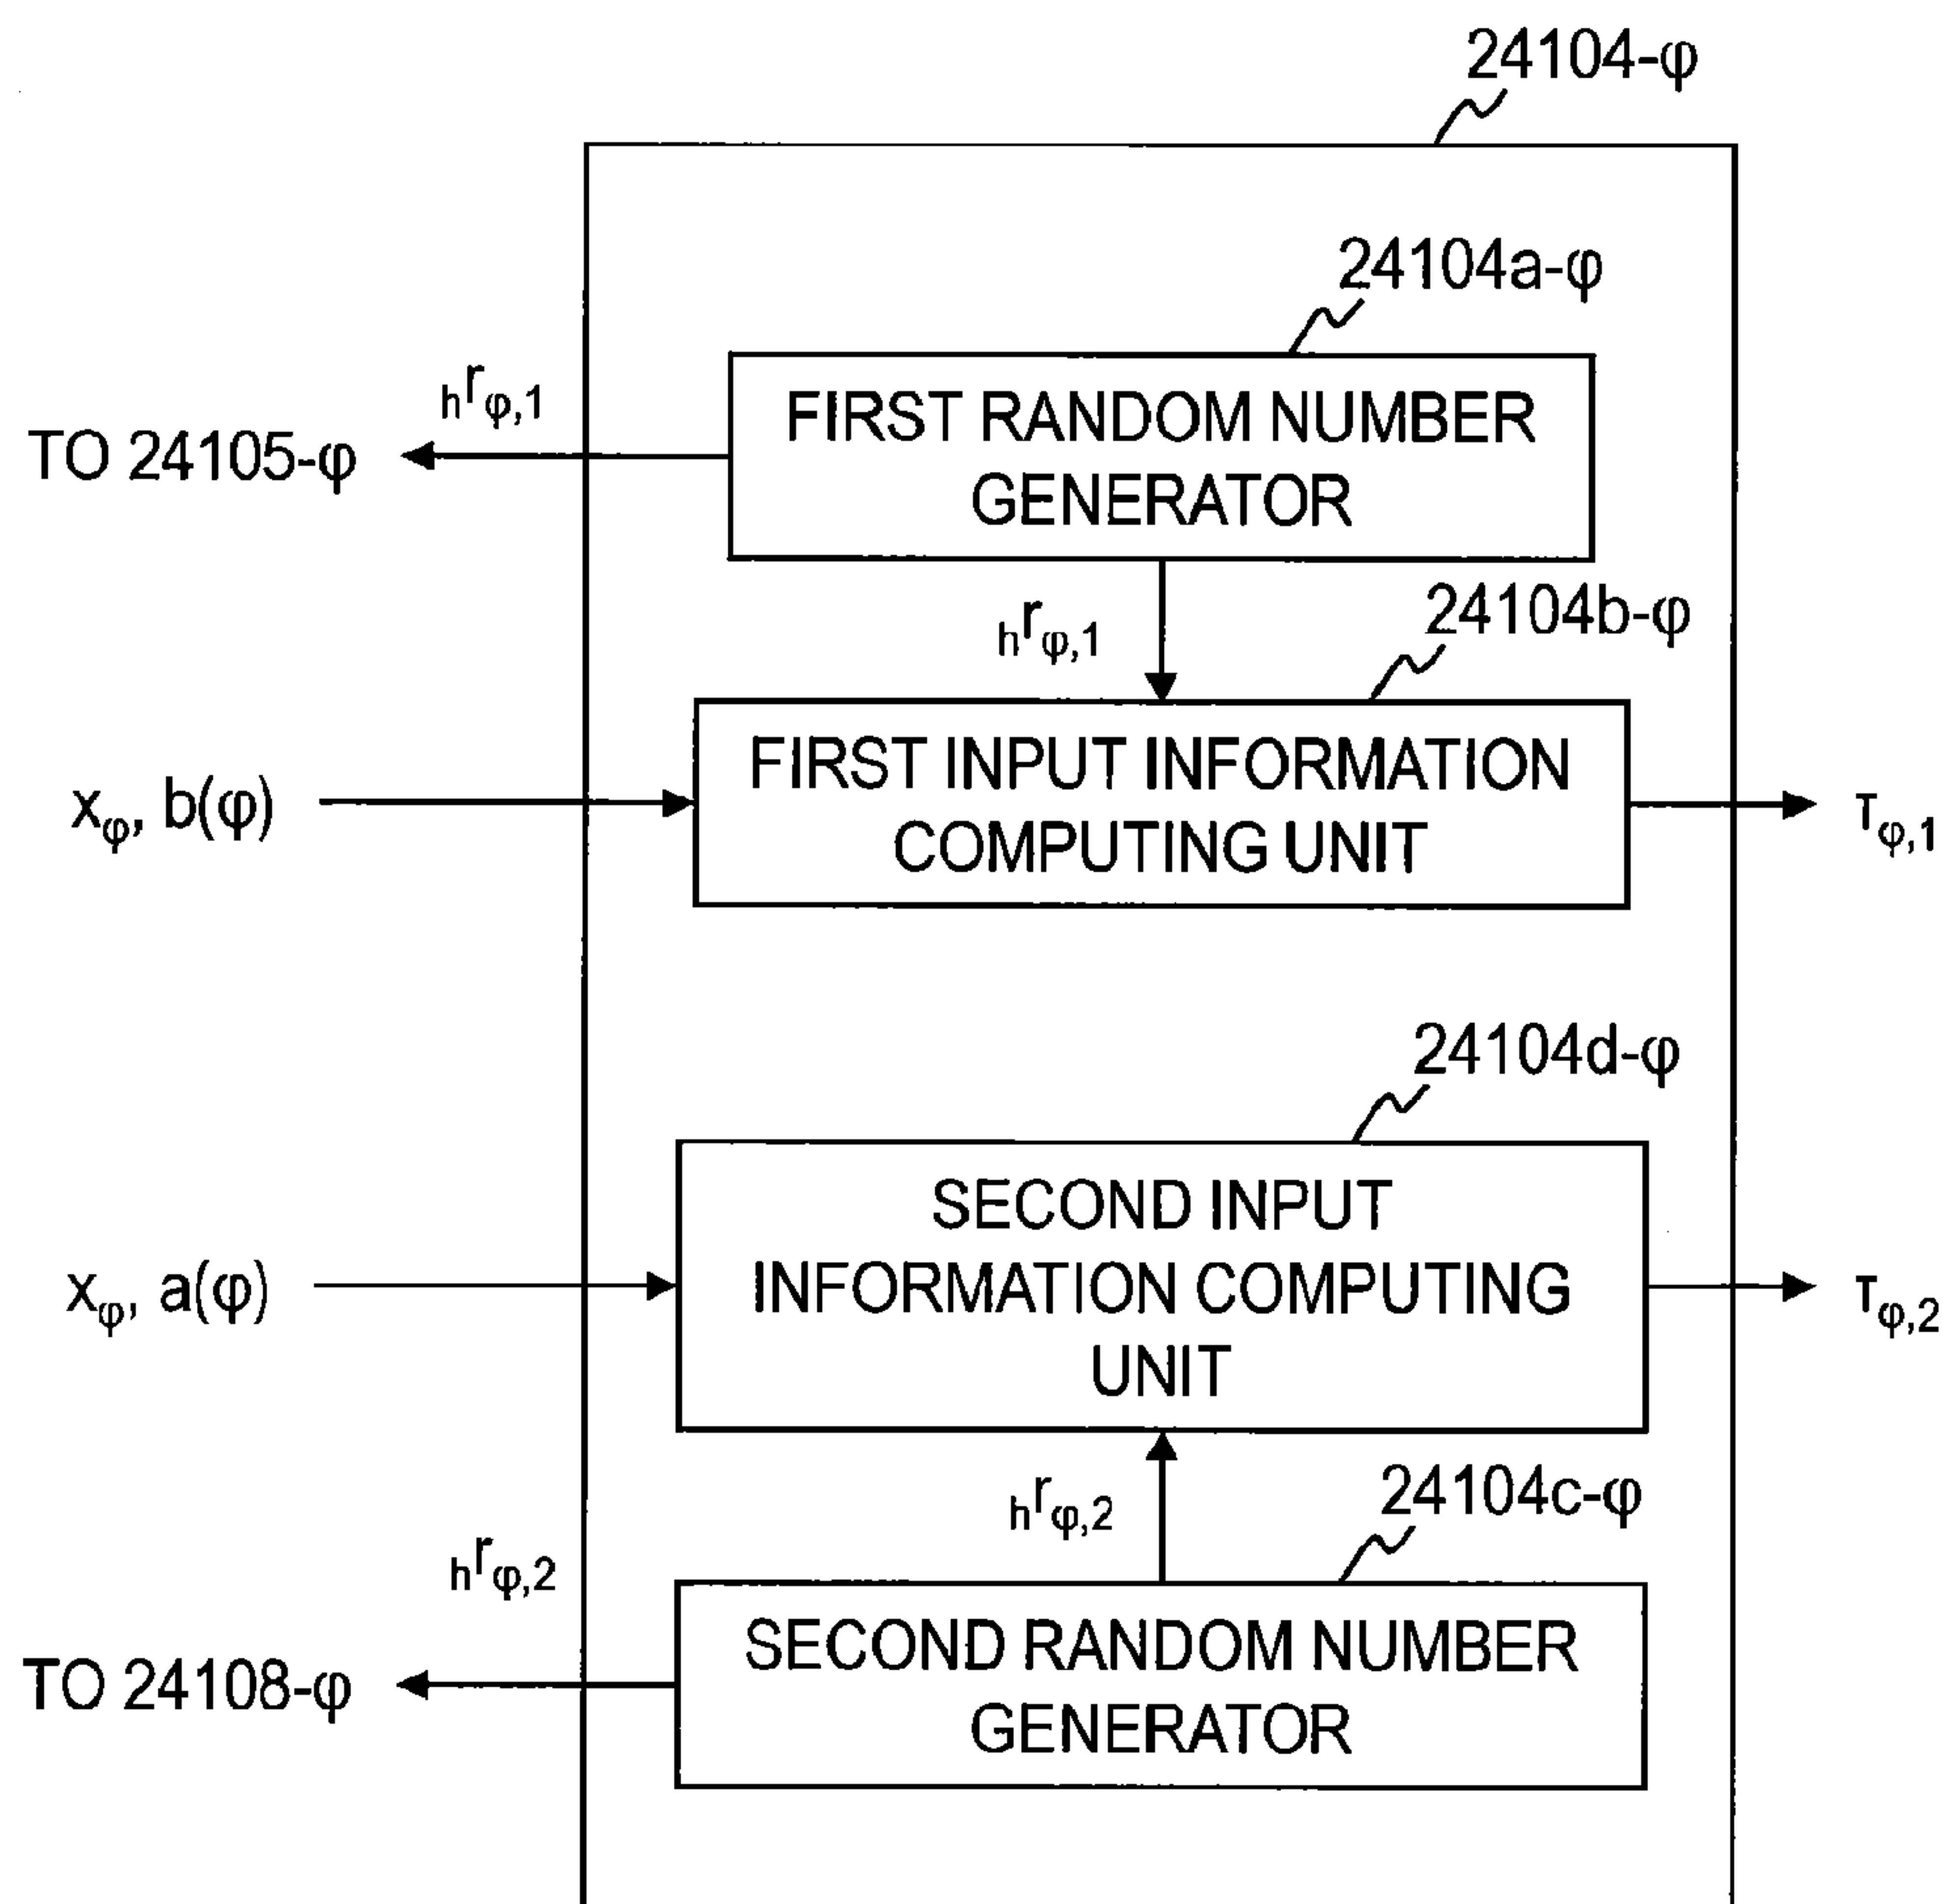 24104-φ
24104a-φ
hrφ,1
TO 24105-φ
FIRST RANDOM NUMBER
GENERATOR
hrφ,1
24104b-φ
xφ, b(φ)
FIRST INPUT INFORMATION
COMPUTING UNIT
τφ,1
24104d-φ
xφ, a(φ)
SECOND INPUT
INFORMATION COMPUTING
UNIT
τφ,2
hrφ,2
24104c-φ
hrφ,2
TO 24108-φ
SECOND RANDOM NUMBER
GENERATOR